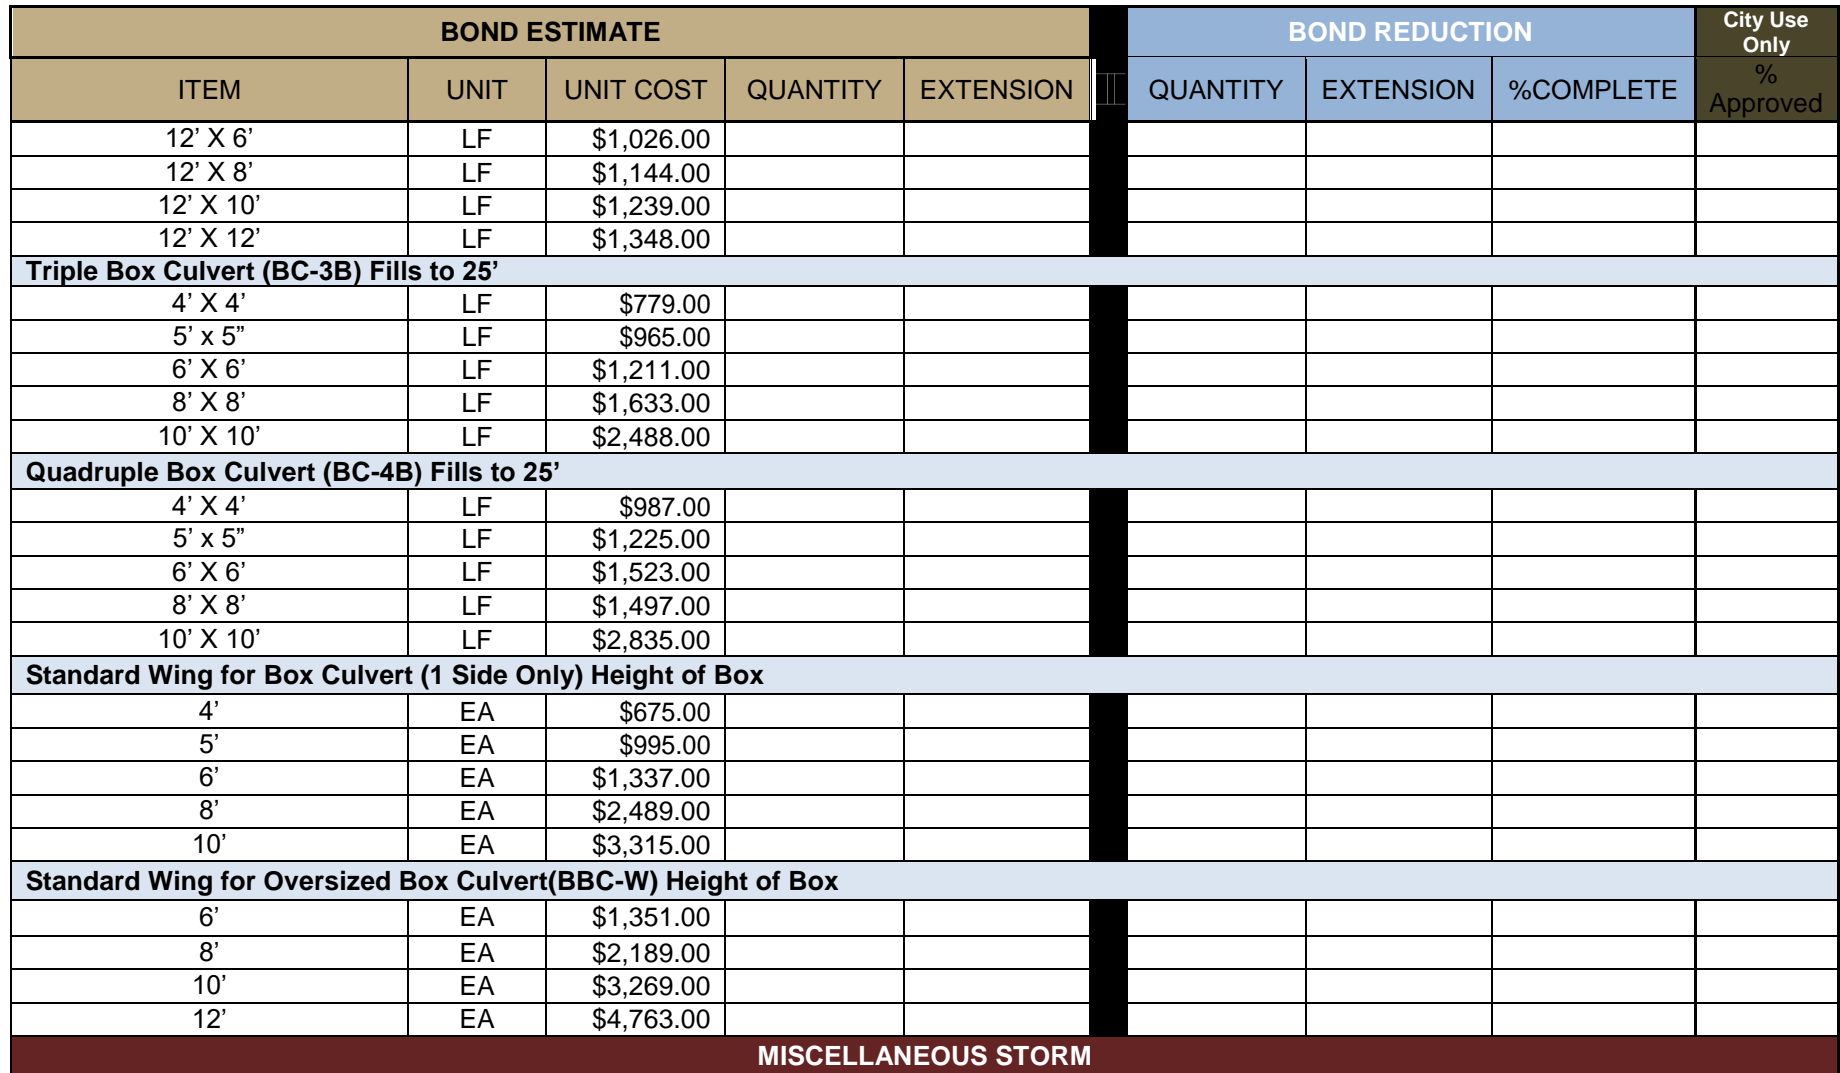 BOND ESTIMATE BOND REDUCTION City Use
Only
ITEM UNIT UNIT COST QUANTITY EXTENSION QUANTITY EXTENSION %COMPLETE %
Approved
12’ X 6’ LF $1,026.00
12’ X 8’ LF $1,144.00
12’ X 10’ LF $1,239.00
12’ X 12’ LF $1,348.00
Triple Box Culvert (BC-3B) Fills to 25’
4’ X 4’ LF $779.00
5’ x 5” LF $965.00
6’ X 6’ LF $1,211.00
8’ X 8’ LF $1,633.00
10’ X 10’ LF $2,488.00
Quadruple Box Culvert (BC-4B) Fills to 25’
4’ X 4’ LF $987.00
5’ x 5” LF $1,225.00
6’ X 6’ LF $1,523.00
8’ X 8’ LF $1,497.00
10’ X 10’ LF $2,835.00
Standard Wing for Box Culvert (1 Side Only) Height of Box
4’ EA $675.00
5’ EA $995.00
6’ EA $1,337.00
8’ EA $2,489.00
10’ EA $3,315.00
Standard Wing for Oversized Box Culvert(BBC-W) Height of Box
6’ EA $1,351.00
8’ EA $2,189.00
10’ EA $3,269.00
12’ EA $4,763.00
MISCELLANEOUS STORM